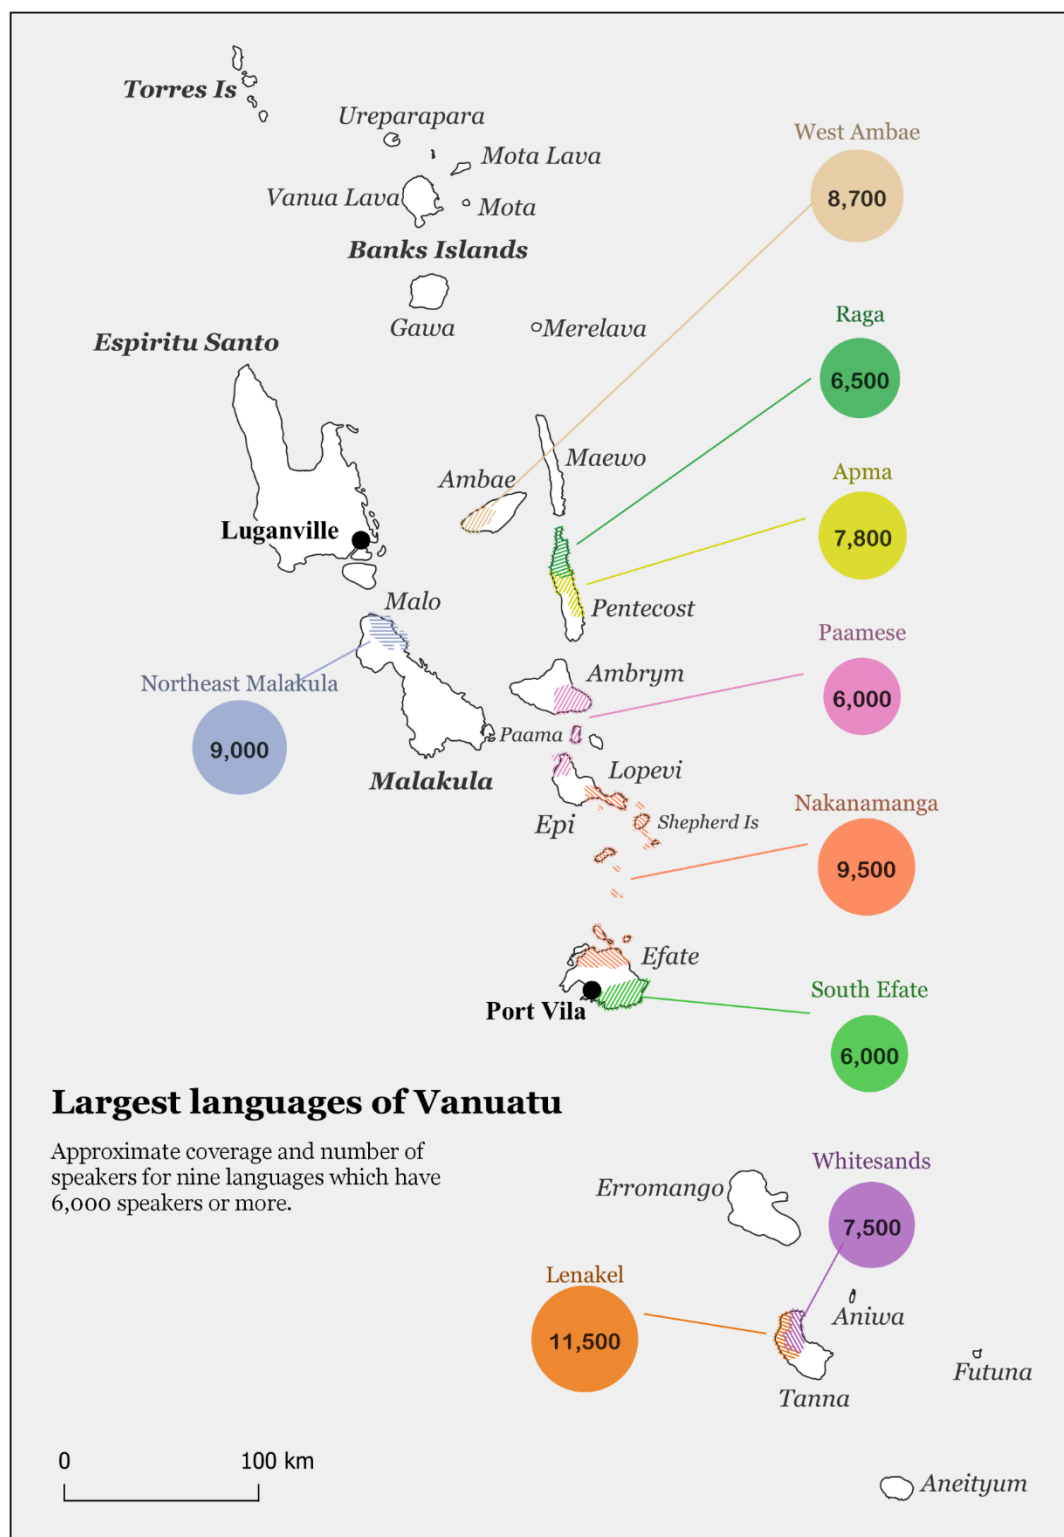 Torres Is
Ureparapara
Mota Lava
Vanua Lava
Mota
Banks Islands
Gawa
Merelava
Espiritu Santo
West Ambae
8,700
Raga
6,500
Maewo
Ambae
Apma
7,800
Luganville
Malo
Pentecost
Paamese
6,000
Northeast Malakula
9,000
Ambrym
Paama
Malakula
Lopevi
Epi
Shepherd Is
Nakanamanga
9,500
Efate
Port Vila
South Efate
6,000
Largest languages of Vanuatu
Approximate coverage and number of
speakers for nine languages which have
6,000 speakers or more.
Whitesands
7,500
Erromango
Lenakel
11,500
Aniwa
Futuna
Tanna
0 100 km
Aneityum